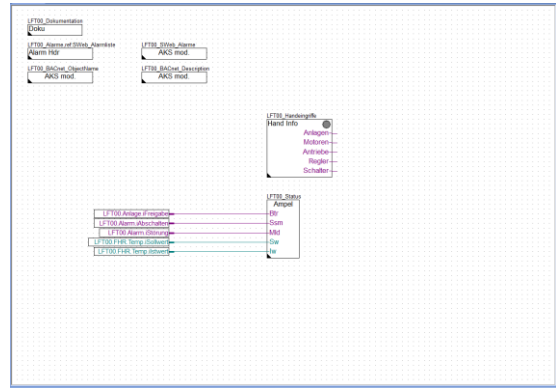 LFT00_Dokumentation
Doku
LFT00_Alarme.ref.SWeb_Alarmliste
Alarm Hdr
LFT00_SWeb_Alarme
AKS mod.
LFT00_BACnet_ObjectName
AKS mod.
LFT00_BACnet_Description
AKS mod.
LFT00_Handeingriffe
Hand Info
Anlagen
Motoren
Antriebe
Regler
Schalter
LFT00_Status
Ampel
LFT00.Anlage.iFreigabe
Btr
LFT00.Alarm.iAbschalten
Ssm
LFT00.Alarm.iStörung
Mld
LFT00.FHR.Temp.iSollwert
Sw
LFT00.FHR.Temp.iIstwert
Iw